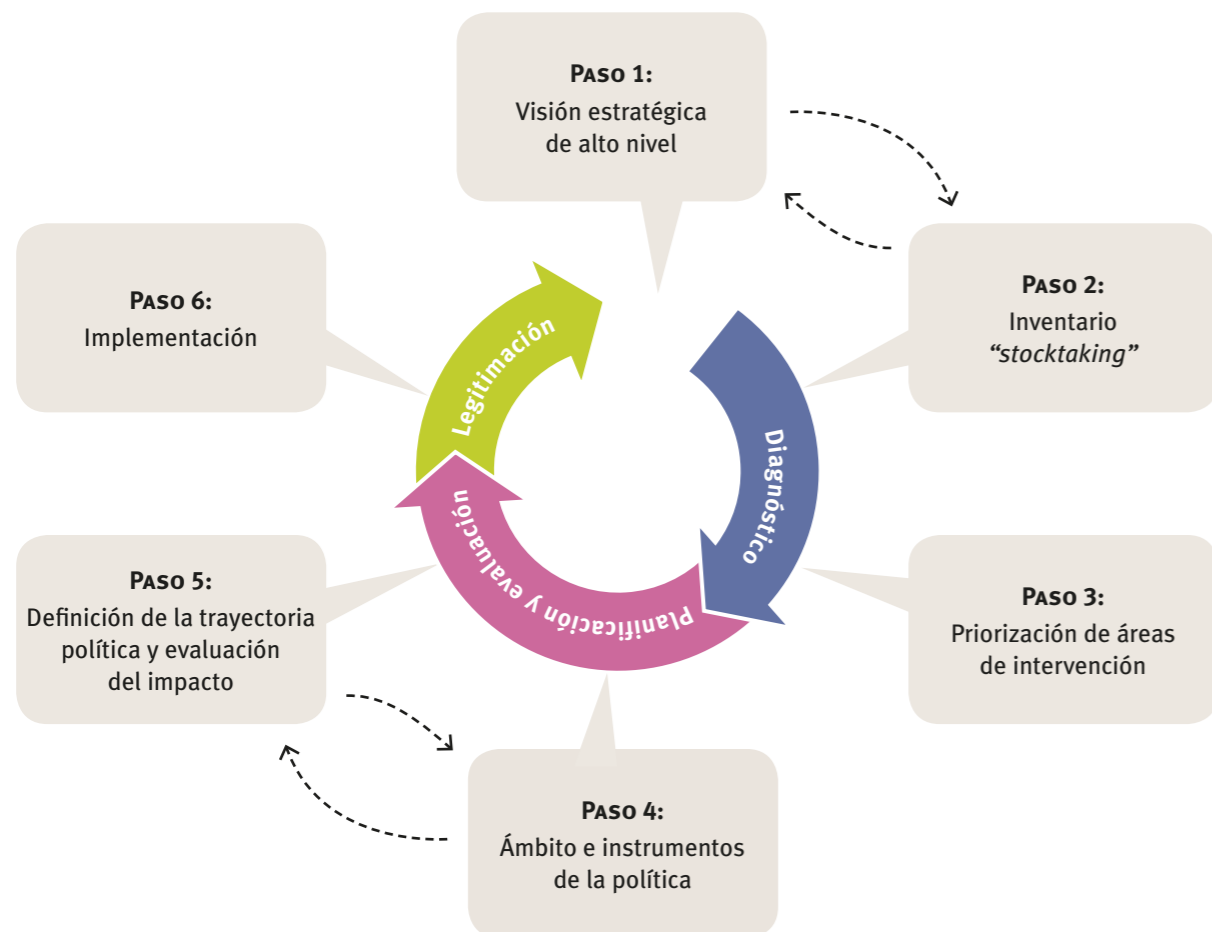 PASO 1:
Visión estratégica
de alto nivel
PASO 2:
Inventario
“stocktaking”
PASO 3:
Priorización de áreas
de intervención
PASO 4:
Ámbito e instrumentos
de la política
PASO 5:
Definición de la trayectoria
política y evaluación
del impacto
PASO 6:
Implementación
Diagnóstico
Planificación y evaluación
Legitimación